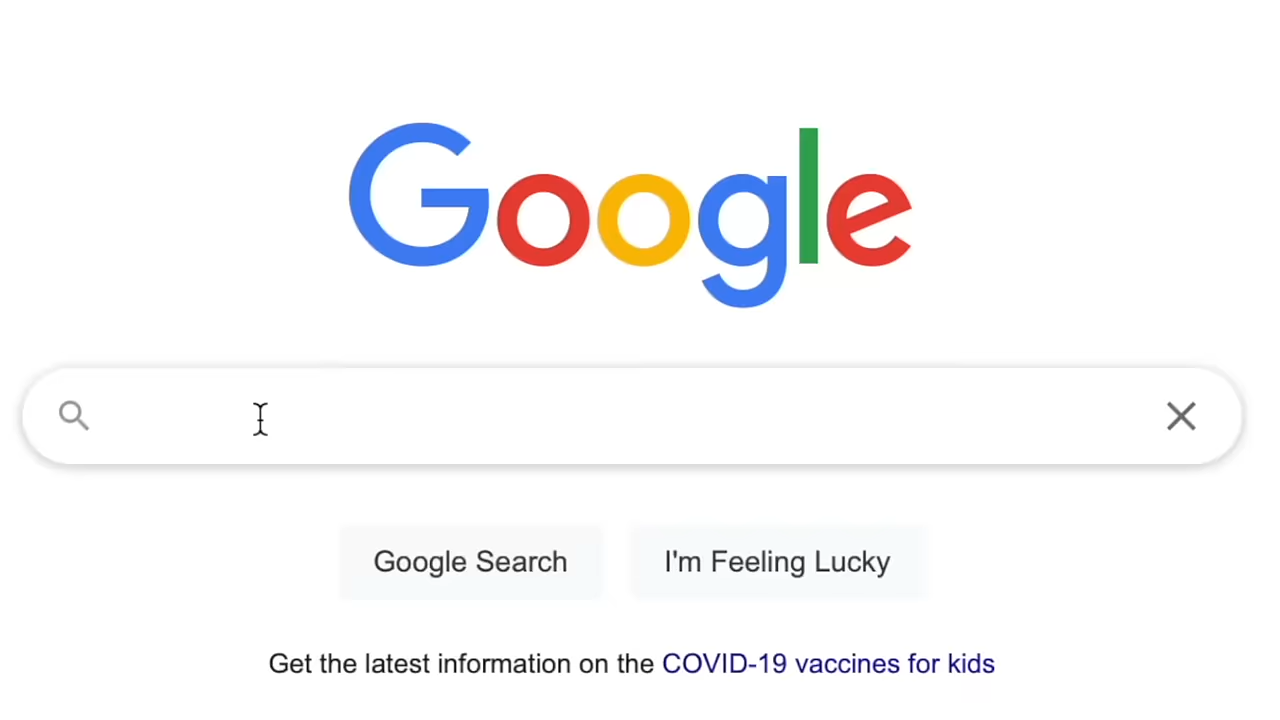 Google
Google Search
I'm Feeling Lucky
Get the latest information on the COVID-19 vaccines for kids